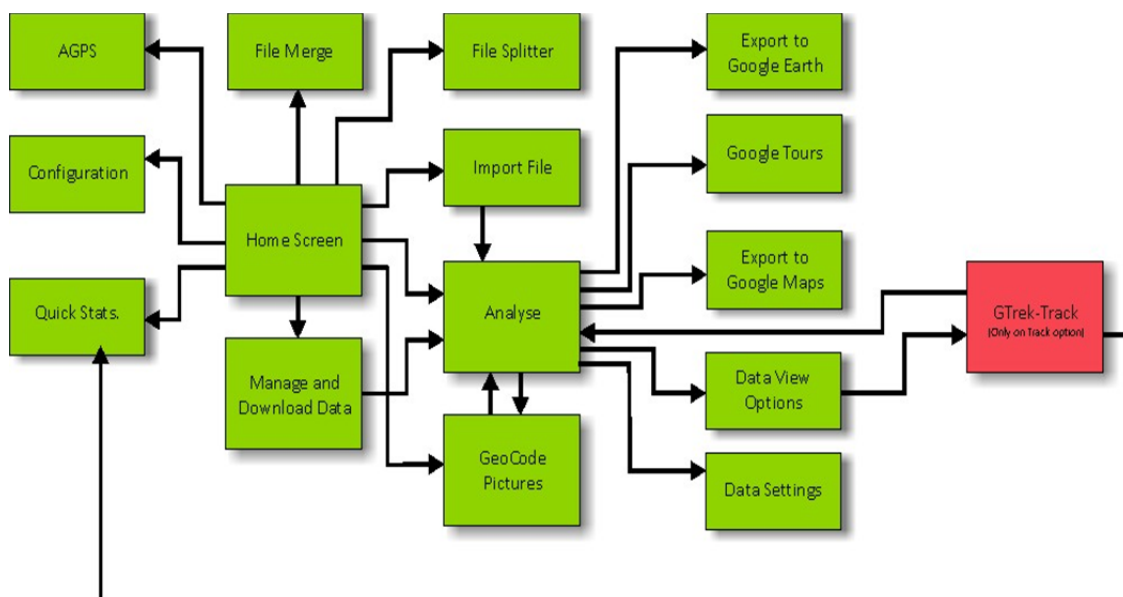 AGPS
File Merge
File Splitter
Export to
Google Earth
Configuration
Import File
Google Tours
Home Screen
Quick Stats.
Analyse
Export to
Google Maps
GTrek-Track
(Only on Track option)
Manage and
Download Data
Data View
Options
GeoCode
Pictures
Data Settings